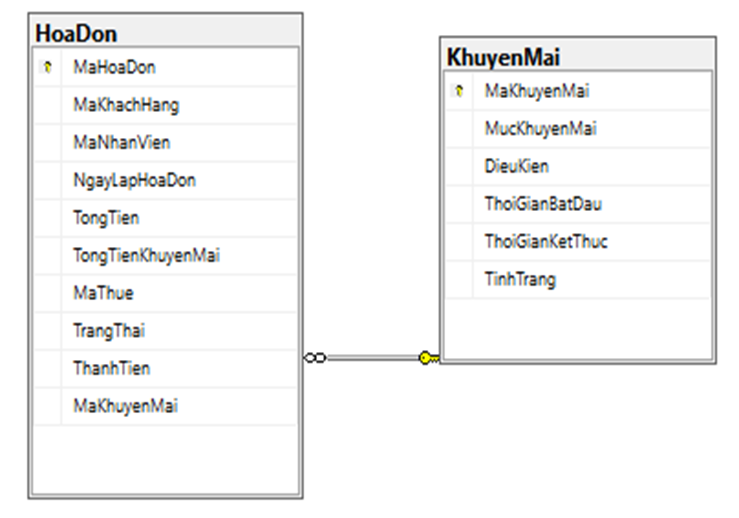 HoaDon
MaHoaDon
MaKhachHang
MaNhanVien
NgayLapHoaDon
TongTien
TongTienKhuyenMai
MaThue
TrangThai
ThanhTien
MaKhuyenMai
KhuyenMai
MaKhuyenMai
MucKhuyenMai
DieuKien
ThoiGianBatDau
ThoiGianKetThuc
TinhTrang